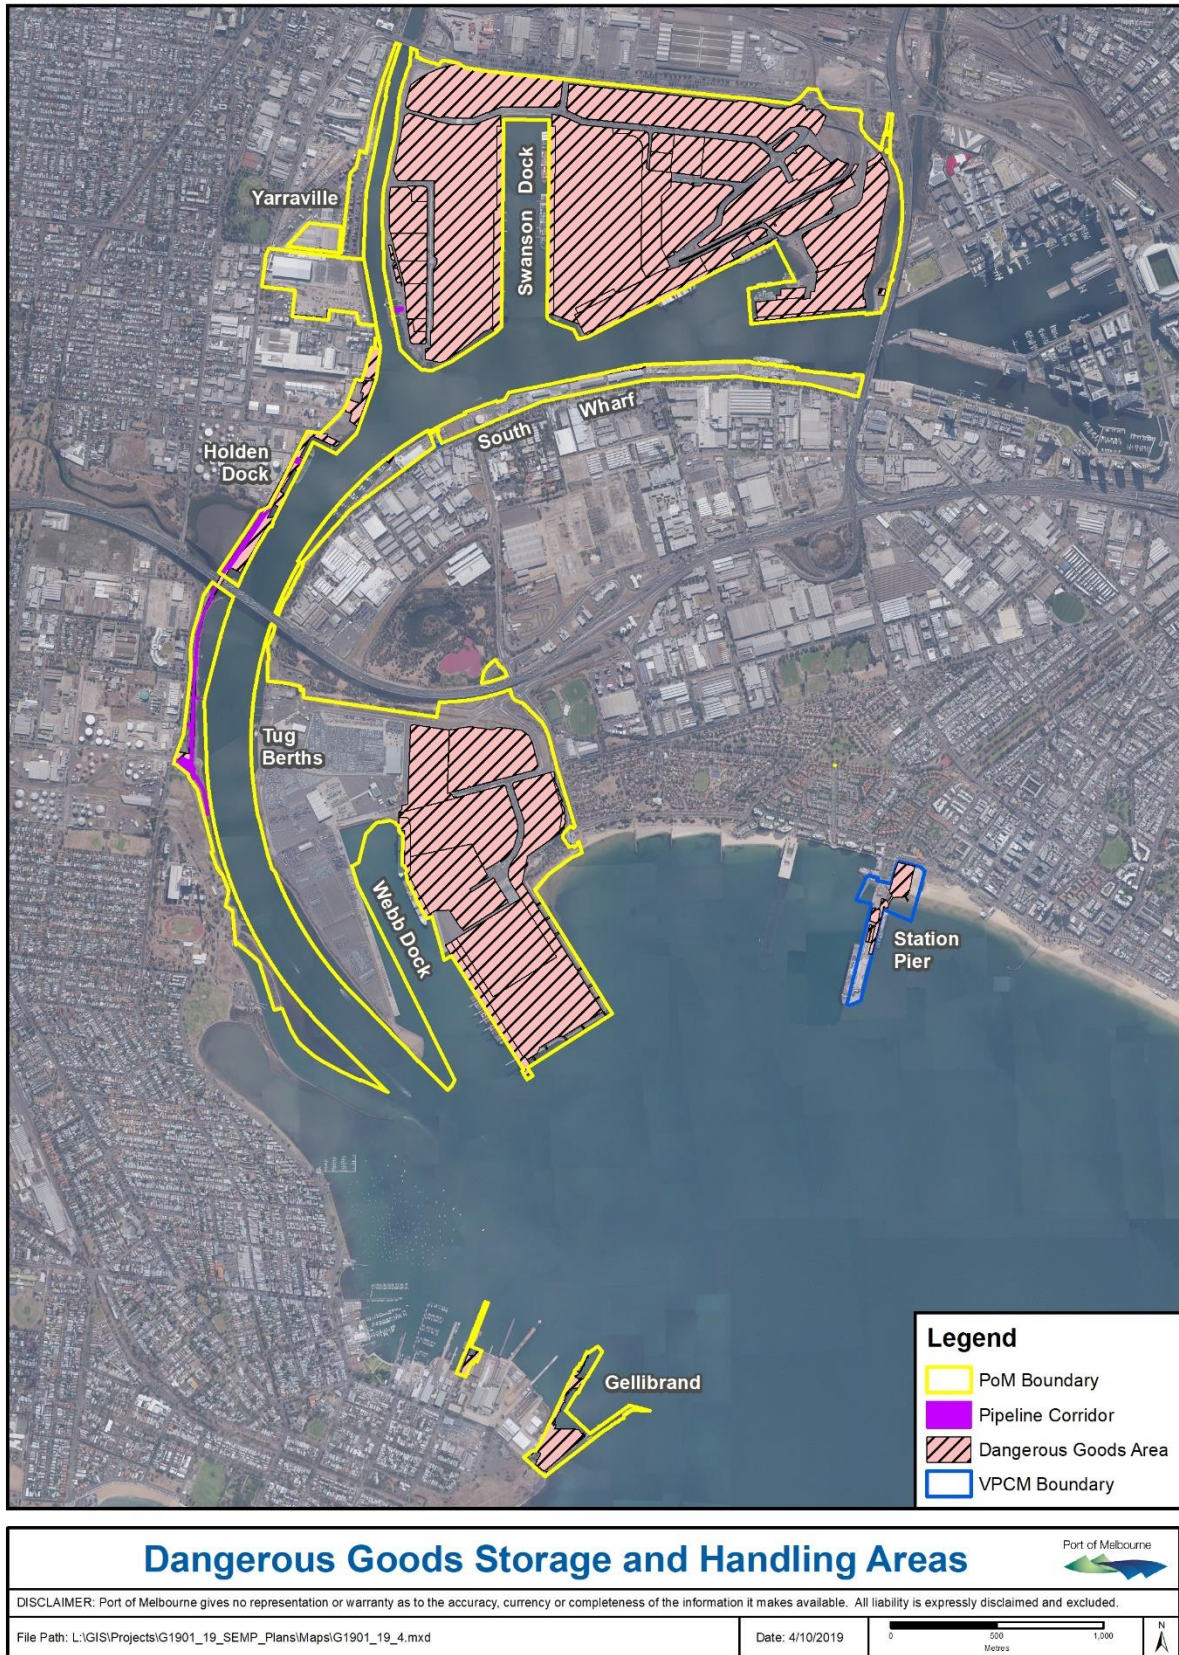 Yarraville
Swanson Dock
South Wharf
Holden
Dock
Tug
Berths
Webb Dock
Station
Pier
Gellibrand
Legend
PoM Boundary
Pipeline Corridor
Dangerous Goods Area
VPCM Boundary
Dangerous Goods Storage and Handling Areas
Port of Melbourne
DISCLAIMER: Port of Melbourne gives no representation or warranty as to the accuracy, currency or completeness of the information it makes available. All liability is expressly disclaimed and excluded.
File Path: L:\GIS\Projects\G1901_19_SEMP_Plans\Maps\G1901_19_4.mxd
Date: 4/10/2019
0 500 1,000
Metres
N